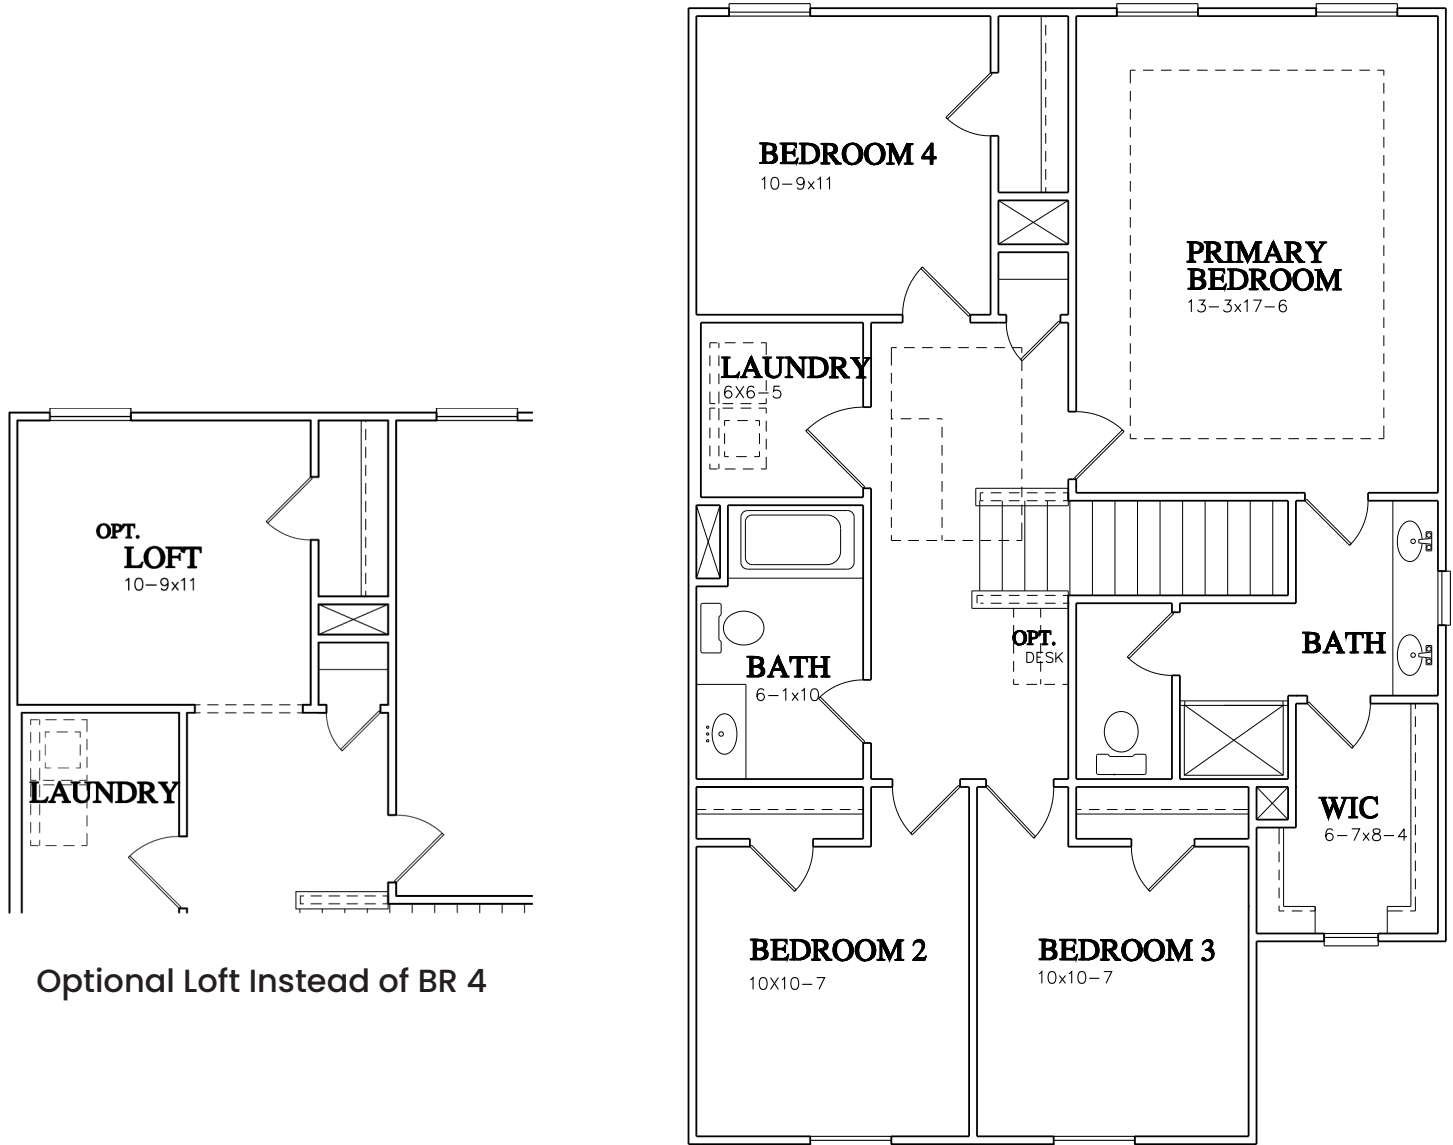 BEDROOM 4
10-9x11
PRIMARY
BEDROOM
13-3x17-6
LAUNDRY
6X6-5
OPT.
DESK
BATH
6-1x10
BATH
WIC
6-7x8-4
BEDROOM 2
10X10-7
BEDROOM 3
10x10-7
OPT.
LOFT
10-9x11
LAUNDRY
Optional Loft Instead of BR 4